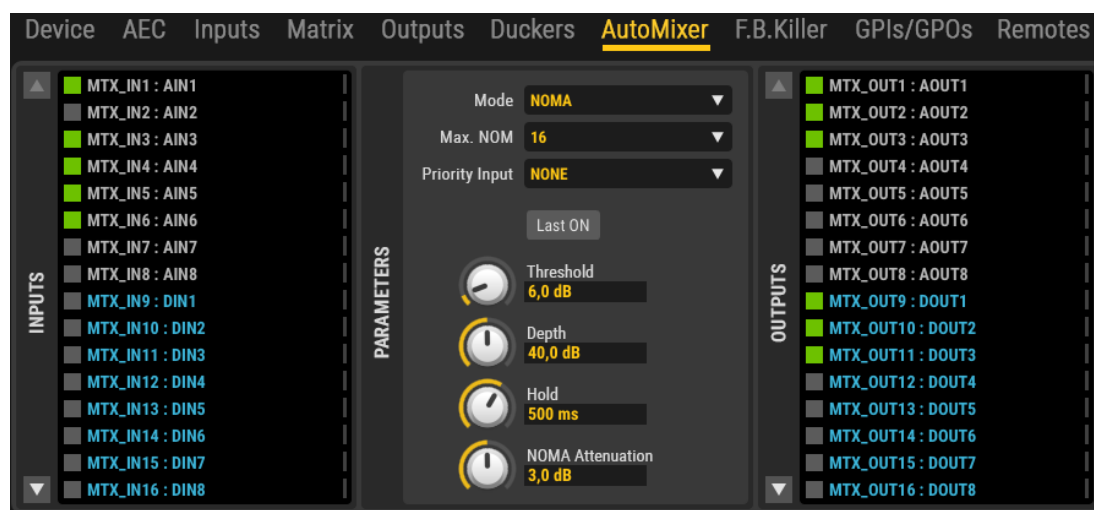 Device AEC Inputs Matrix Outputs Duckers AutoMixer F.B.Killer GPIs/GPOs Remotes
INPUTS
MTX_IN1 : AIN1
MTX_IN2 : AIN2
MTX_IN3 : AIN3
MTX_IN4 : AIN4
MTX_IN5 : AIN5
MTX_IN6 : AIN6
MTX_IN7 : AIN7
MTX_IN8 : AIN8
MTX_IN9 : DIN1
MTX_IN10 : DIN2
MTX_IN11 : DIN3
MTX_IN12 : DIN4
MTX_IN13 : DIN5
MTX_IN14 : DIN6
MTX_IN15 : DIN7
MTX_IN16 : DIN8
PARAMETERS
Mode NOMA
Max. NOM 16
Priority Input NONE
Last ON
Threshold
6,0 dB
Depth
40,0 dB
Hold
500 ms
NOMA Attenuation
3,0 dB
OUTPUTS
MTX_OUT1 : AOUT1
MTX_OUT2 : AOUT2
MTX_OUT3 : AOUT3
MTX_OUT4 : AOUT4
MTX_OUT5 : AOUT5
MTX_OUT6 : AOUT6
MTX_OUT7 : AOUT7
MTX_OUT8 : AOUT8
MTX_OUT9 : DOUT1
MTX_OUT10 : DOUT2
MTX_OUT11 : DOUT3
MTX_OUT12 : DOUT4
MTX_OUT13 : DOUT5
MTX_OUT14 : DOUT6
MTX_OUT15 : DOUT7
MTX_OUT16 : DOUT8